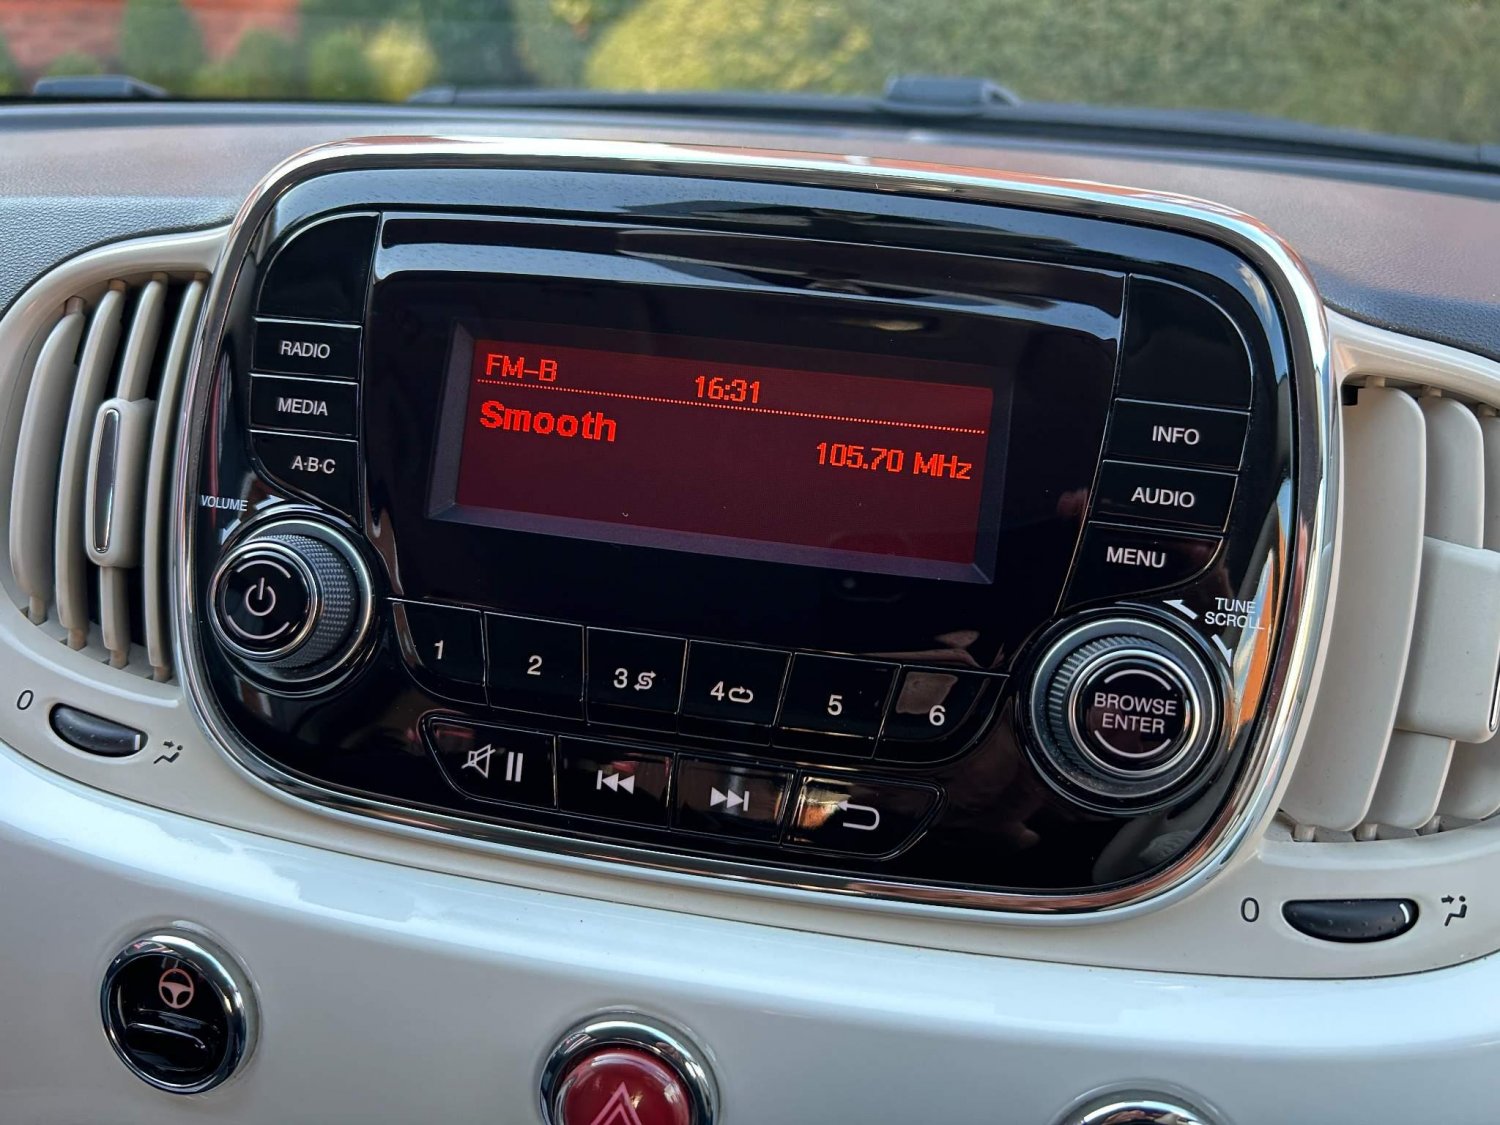 FM-B
16:31
Smooth
105.70 MHz
RADIO
MEDIA
A·B·C
VOLUME
INFO
AUDIO
MENU
TUNE
SCROLL
BROWSE
ENTER
1
2
3
4
5
6
0
0